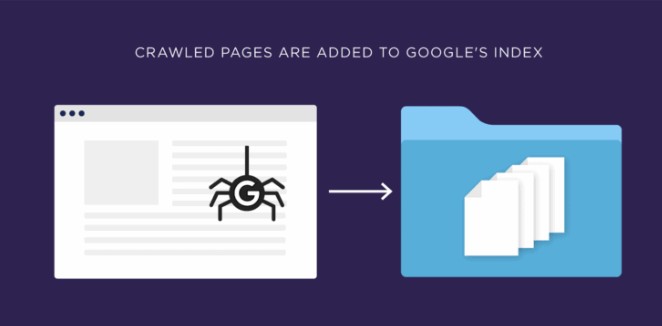 CRAWLED PAGES ARE ADDED TO GOOGLE'S INDEX
G